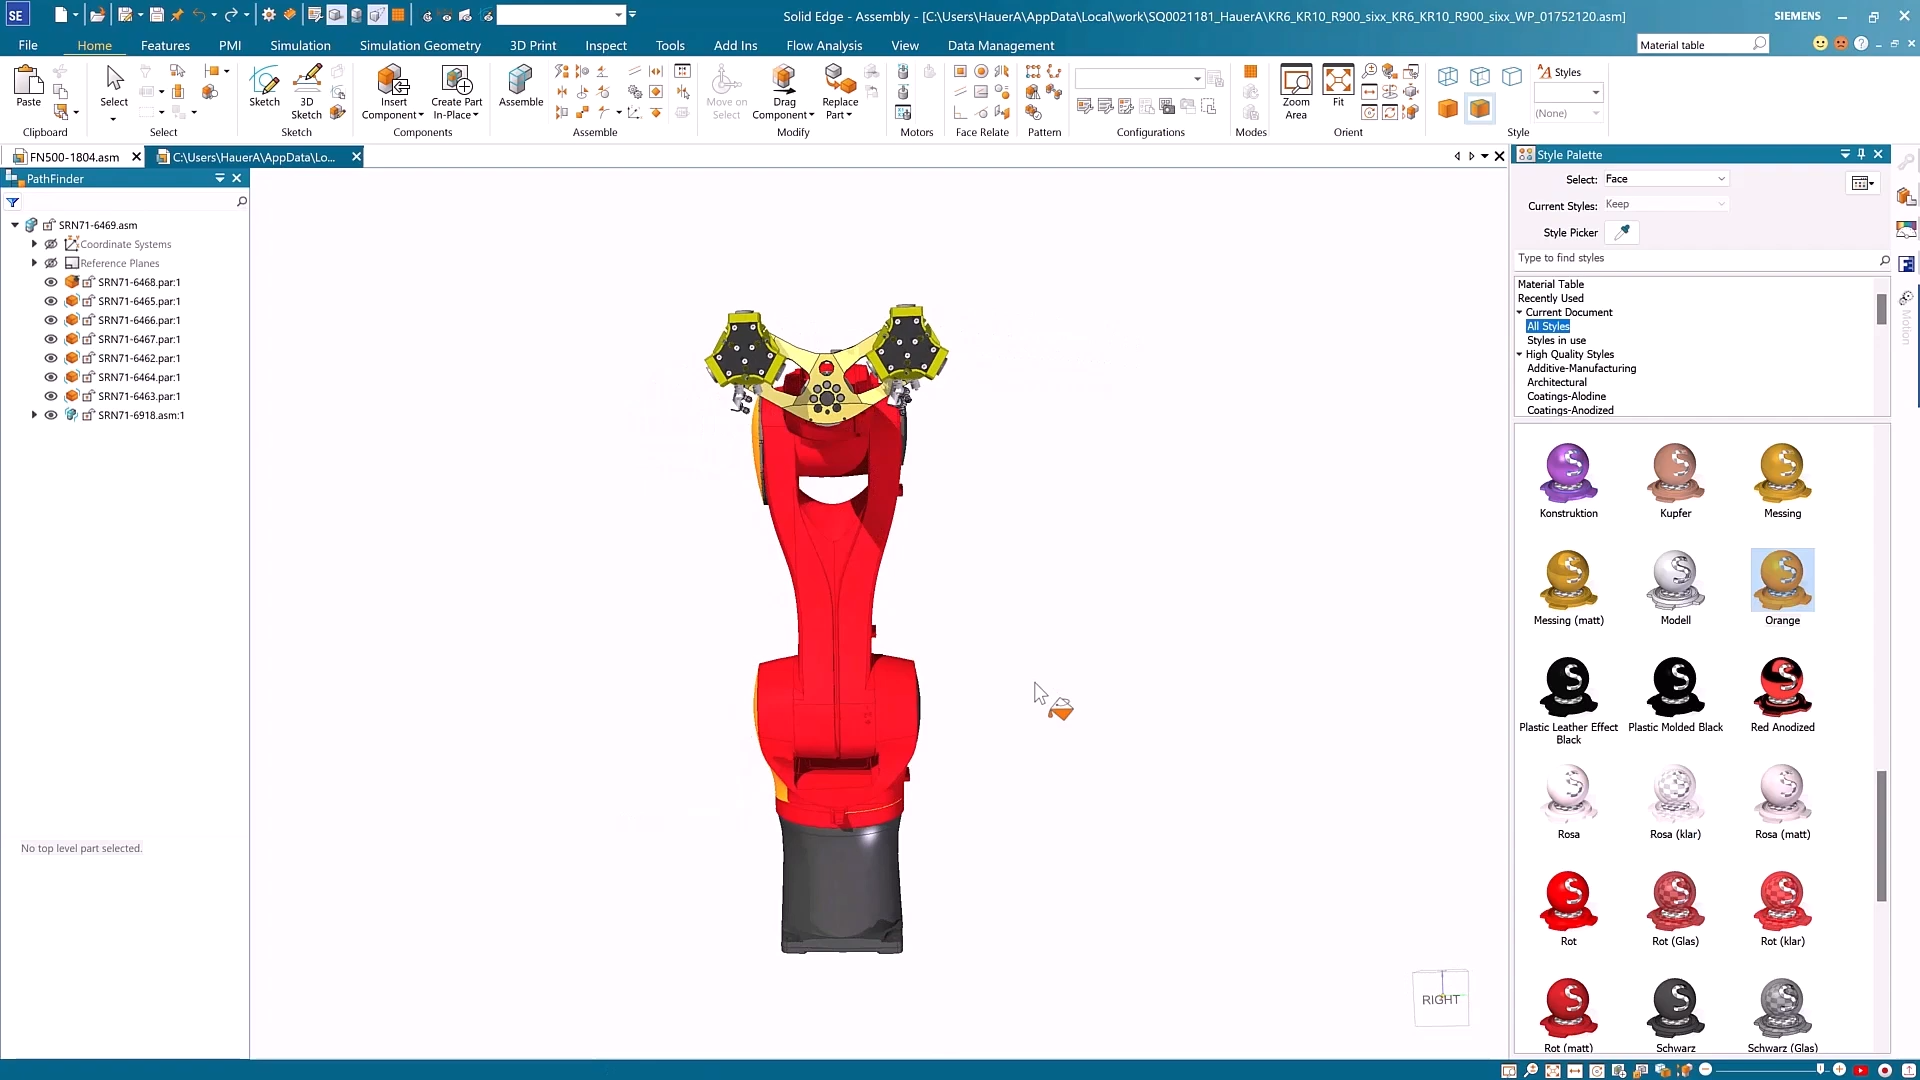 SE
Solid Edge - Assembly - [C:\Users\HauerA\AppData\Local\work\SQ0021181_HauerA\KR6_KR10_R900_sixx_KR6_KR10_R900_sixx_WP_01752120.asm]
SIEMENS
File
Home
Features
PMI
Simulation
Simulation Geometry
3D Print
Inspect
Tools
Add Ins
Flow Analysis
View
Data Management
Material table
Paste
Select
Sketch
3D Sketch
Insert Component
Create Part In-Place
Assemble
Move on Select
Drag Component
Replace Part
Zoom Area
Fit
Styles
(None)
Clipboard
Select
Sketch
Components
Assemble
Modify
Motors
Face Relate
Pattern
Configurations
Modes
Orient
Style
FN500-1804.asm
C:\Users\HauerA\AppData\Lo...
PathFinder
SRN71-6469.asm
Coordinate Systems
Reference Planes
SRN71-6468.par:1
SRN71-6465.par:1
SRN71-6466.par:1
SRN71-6467.par:1
SRN71-6462.par:1
SRN71-6464.par:1
SRN71-6463.par:1
SRN71-6918.asm:1
No top level part selected.
RIGHT
Style Palette
Select: Face
Current Styles: Keep
Style Picker
Type to find styles
Material Table
Recently Used
Current Document
All Styles
Styles in use
High Quality Styles
Additive-Manufacturing
Architectural
Coatings-Alodine
Coatings-Anodized
Konstruktion
Kupfer
Messing
Messing (matt)
Modell
Orange
Plastic Leather Effect Black
Plastic Molded Black
Red Anodized
Rosa
Rosa (klar)
Rosa (matt)
Rot
Rot (Glas)
Rot (klar)
Rot (matt)
Schwarz
Schwarz (Glas)
Motion